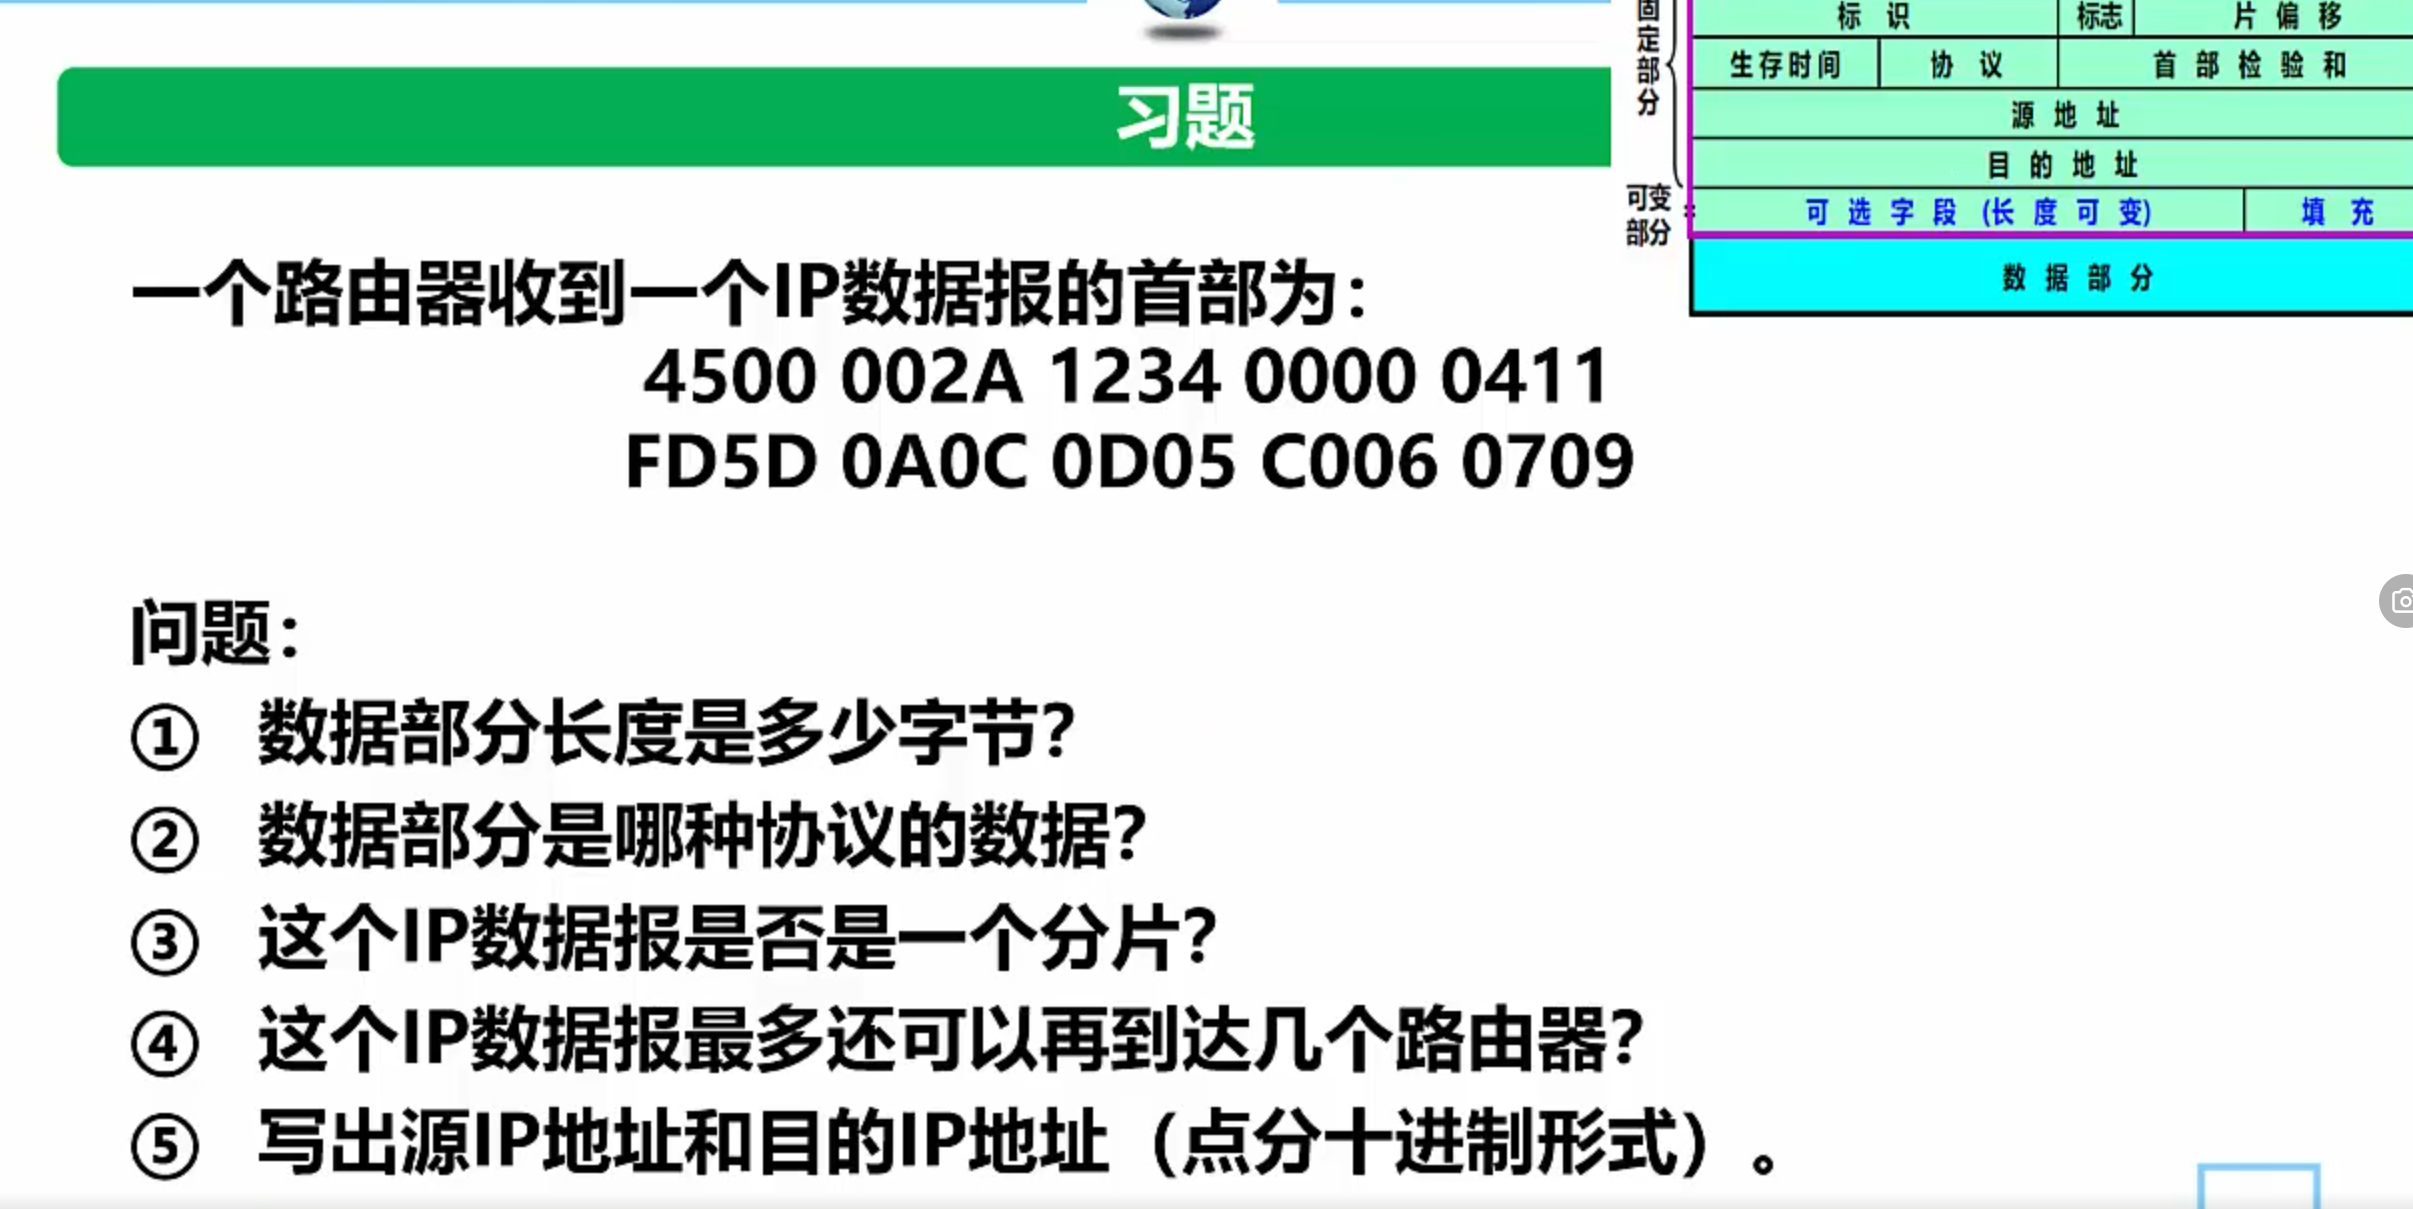 固定部分
标 识 标志 片 偏 移
生存时间 协 议 首 部 检 验 和
源 地 址
目 的 地 址
可变部分
可 选 字 段 (长 度 可 变) 填 充
数 据 部 分
习题
一个路由器收到一个IP数据报的首部为：
4500 002A 1234 0000 0411
FD5D 0A0C 0D05 C006 0709
问题：
① 数据部分长度是多少字节？
② 数据部分是哪种协议的数据？
③ 这个IP数据报是否是一个分片？
④ 这个IP数据报最多还可以再到达几个路由器？
⑤ 写出源IP地址和目的IP地址（点分十进制形式）。